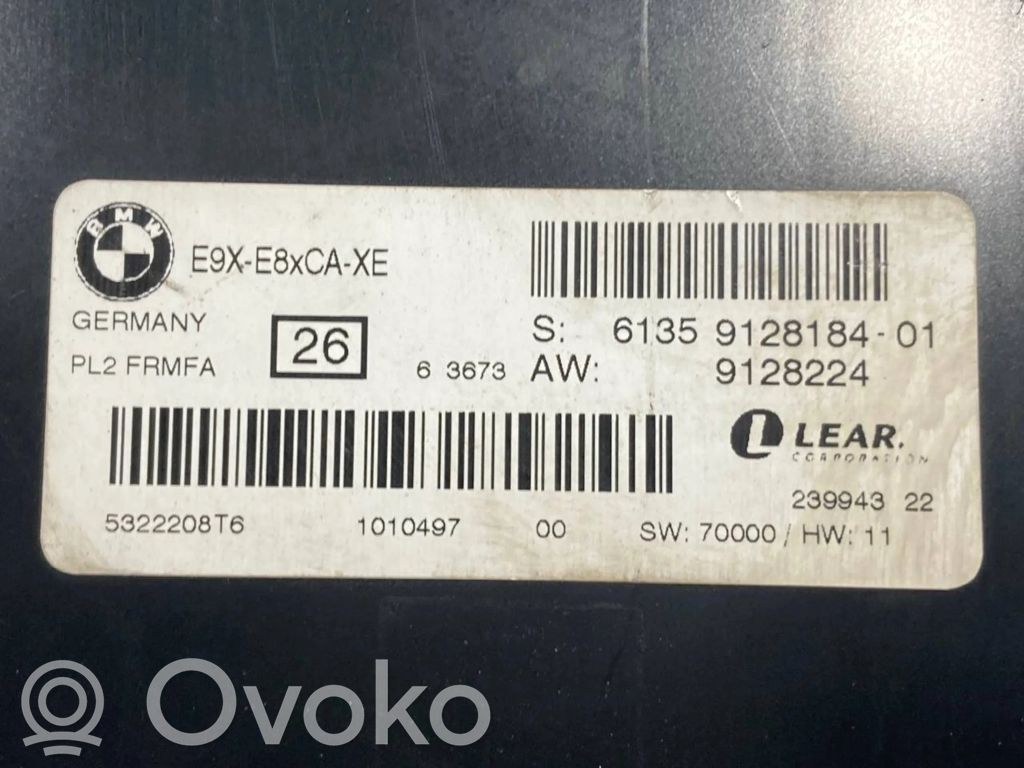 BMW
E9X-E8xCA-XE
GERMANY
PL2 FRMFA
26
6 3673
S: 6135 9128184-01
AW: 9128224
LEAR.
CORPORATION
239943 22
5322208T6 1010497 00 SW: 70000 / HW: 11
Ovoko